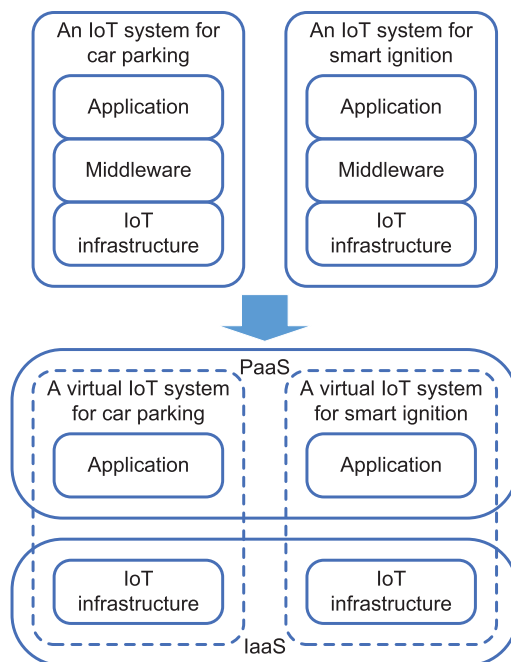 An IoT system for
car parking
Application
Middleware
IoT
infrastructure
An IoT system for
smart ignition
Application
Middleware
IoT
infrastructure
PaaS
A virtual IoT system
for car parking
Application
IoT
infrastructure
A virtual IoT system
for smart ignition
Application
IoT
infrastructure
IaaS